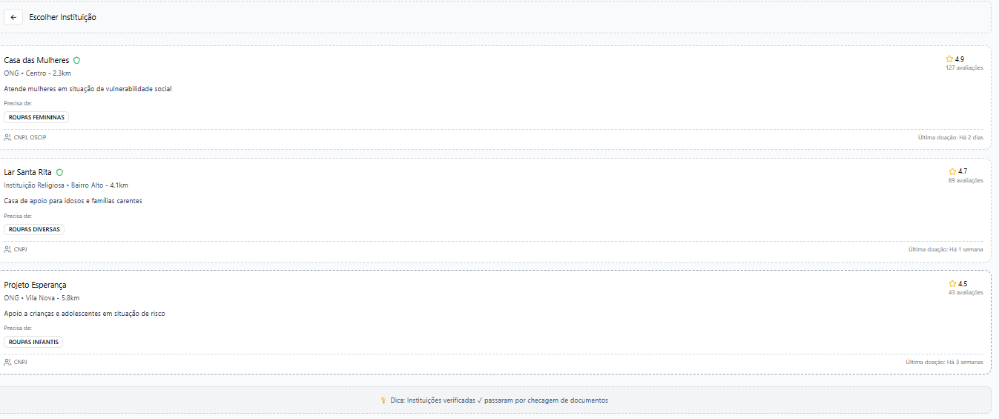 Escolher Instituição
Casa das Mulheres
4.9
ONG • Centro - 2.3km
127 avaliações
Atende mulheres em situação de vulnerabilidade social
Precisa de:
ROUPAS FEMININAS
CNPJ, OSCIP
Última doação: Há 2 dias
Lar Santa Rita
4.7
Instituição Religiosa • Bairro Alto - 4.1km
89 avaliações
Casa de apoio para idosos e famílias carentes
Precisa de:
ROUPAS DIVERSAS
CNPJ
Última doação: Há 1 semana
Projeto Esperança
4.5
ONG • Vila Nova - 5.8km
43 avaliações
Apoio a crianças e adolescentes em situação de risco
Precisa de:
ROUPAS INFANTIS
CNPJ
Última doação: Há 3 semanas
Dica: Instituições verificadas ✓ passaram por checagem de documentos